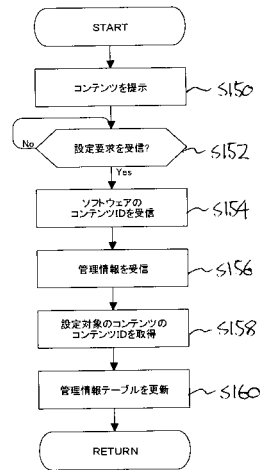 START
コンテンツを提示
S150
設定要求を受信?
S152
No
Yes
ソフトウェアの
コンテンツIDを受信
S154
管理情報を受信
S156
設定対象のコンテンツの
コンテンツIDを取得
S158
管理情報テーブルを更新
S160
RETURN